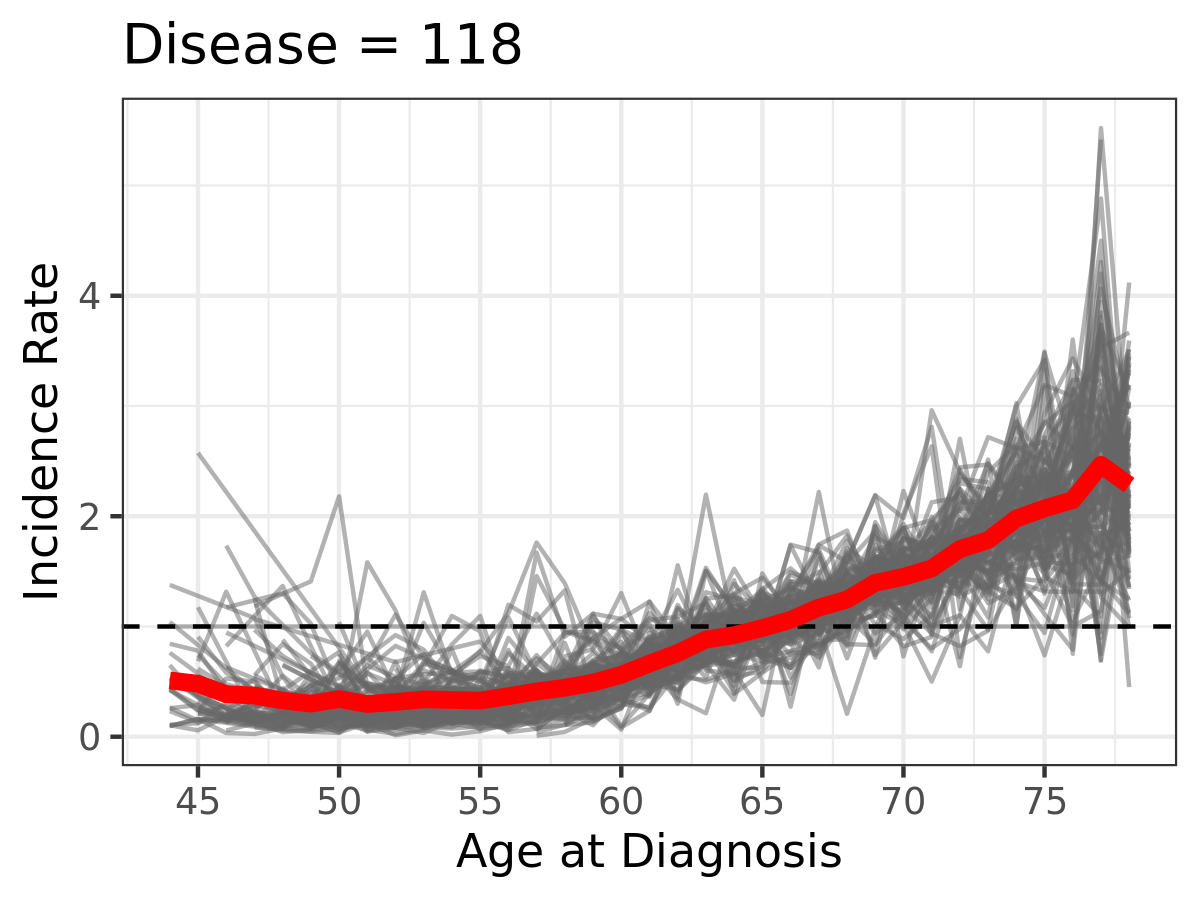 Disease = 118
Incidence Rate
4
2
0
45 50 55 60 65 70 75
Age at Diagnosis